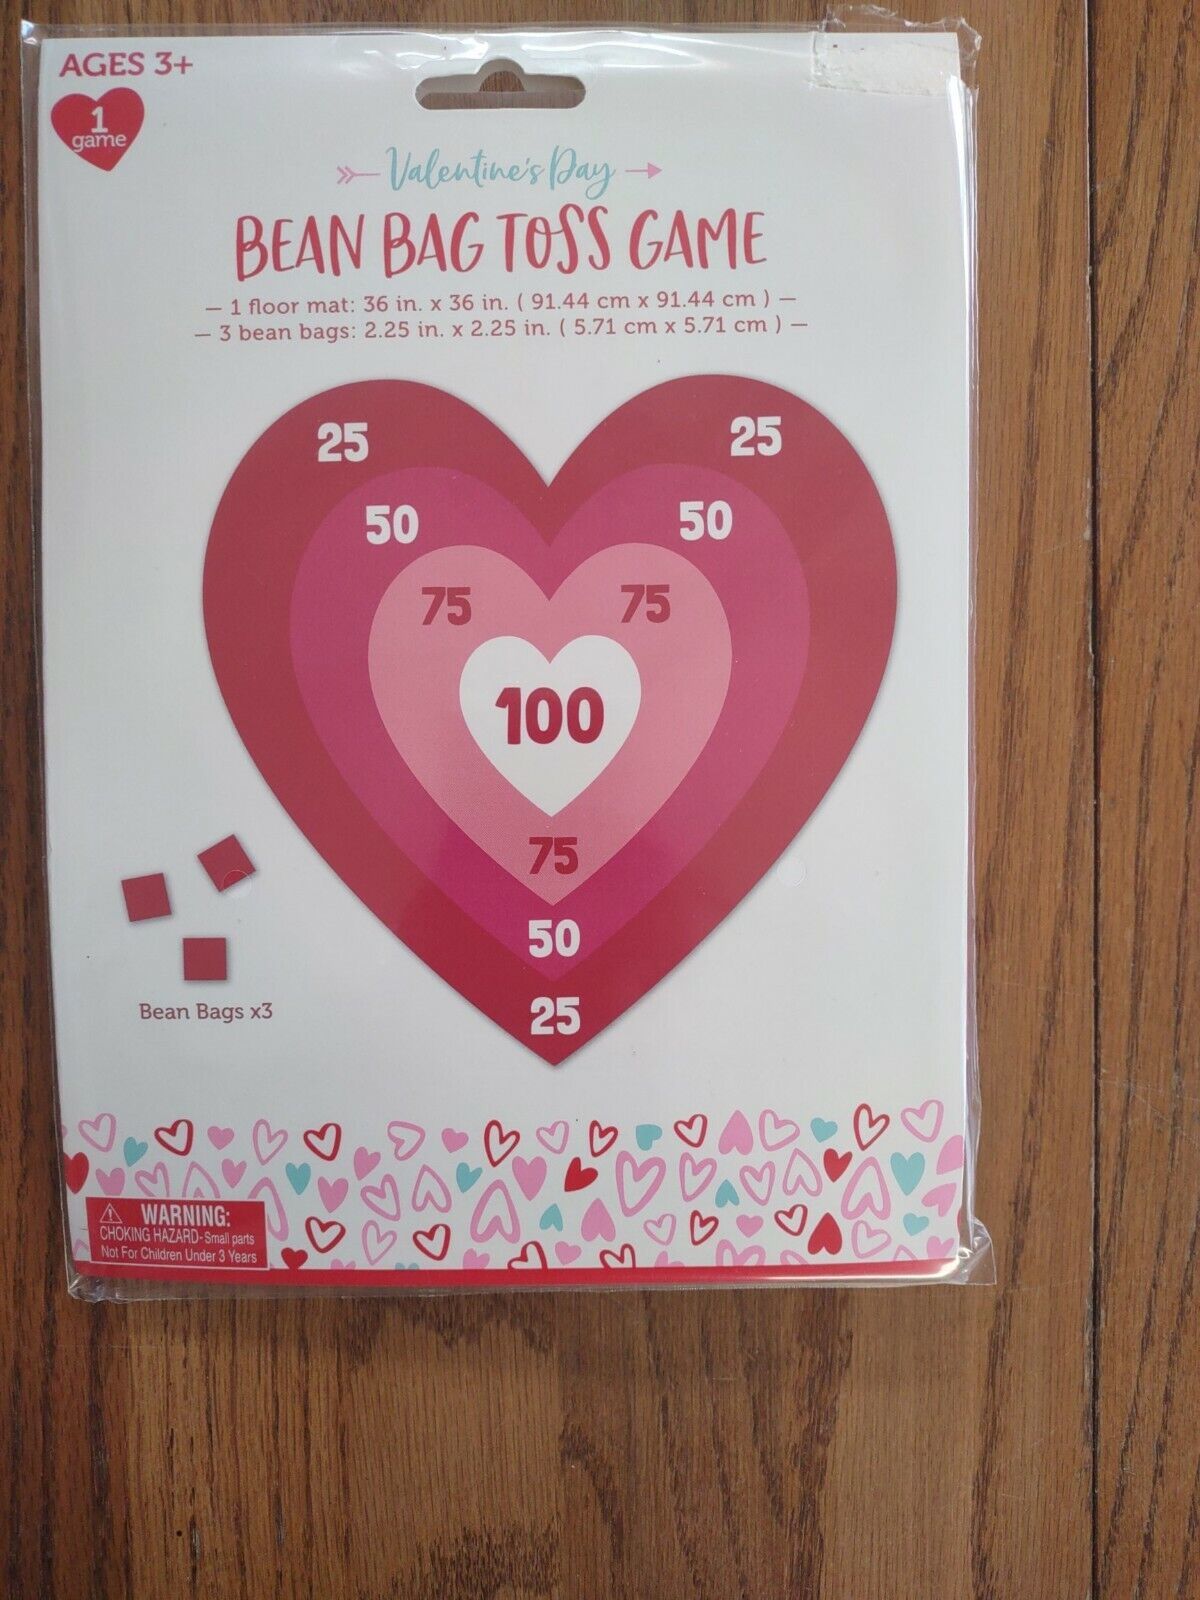 AGES 3+
1
game
Valentine's Day
BEAN BAG TOSS GAME
— 1 floor mat: 36 in. x 36 in. ( 91.44 cm x 91.44 cm ) —
— 3 bean bags: 2.25 in. x 2.25 in. ( 5.71 cm x 5.71 cm ) —
25 25
50 50
75 75
100
75
50
25
Bean Bags x3
WARNING:
CHOKING HAZARD-Small parts
Not For Children Under 3 Years